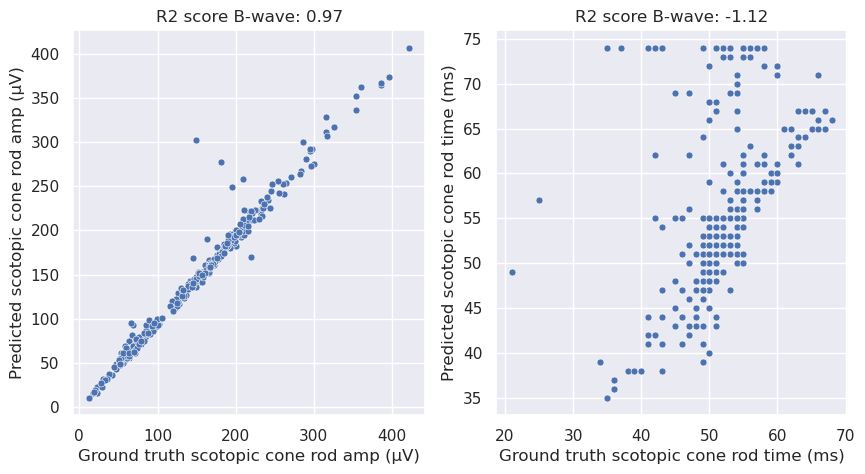 R2 score B-wave: 0.97
Predicted scotopic cone rod amp (μV)
400
350
300
250
200
150
100
50
0
0 100 200 300 400
Ground truth scotopic cone rod amp (μV)
R2 score B-wave: -1.12
Predicted scotopic cone rod time (ms)
75
70
65
60
55
50
45
40
35
20 30 40 50 60 70
Ground truth scotopic cone rod time (ms)